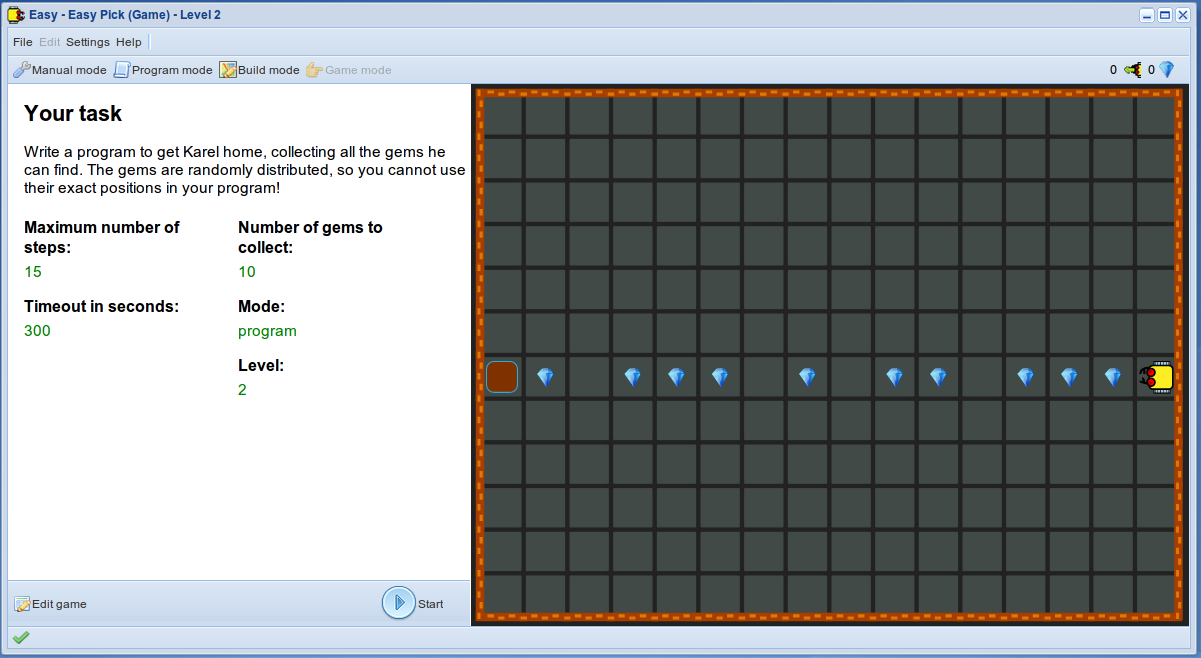 Easy - Easy Pick (Game) - Level 2
File Edit Settings Help
Manual mode Program mode Build mode Game mode 0 0
Your task
Write a program to get Karel home, collecting all the gems he
can find. The gems are randomly distributed, so you cannot use
their exact positions in your program!
Maximum number of
steps:
15
Number of gems to
collect:
10
Timeout in seconds:
300
Mode:
program
Level:
2
Edit game
Start